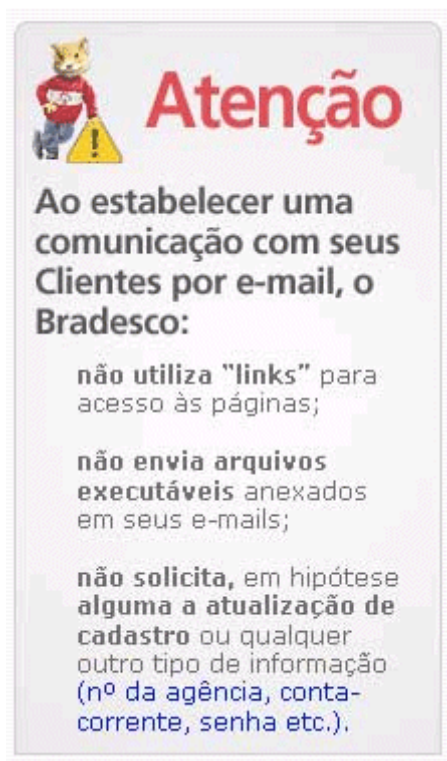 Atenção
Ao estabelecer uma
comunicação com seus
Clientes por e-mail, o
Bradesco:
não utiliza "links" para
acesso às páginas;
não envia arquivos
executáveis anexados
em seus e-mails;
não solicita, em hipótese
alguma a atualização de
cadastro ou qualquer
outro tipo de informação
(nº da agência, conta-
corrente, senha etc.).